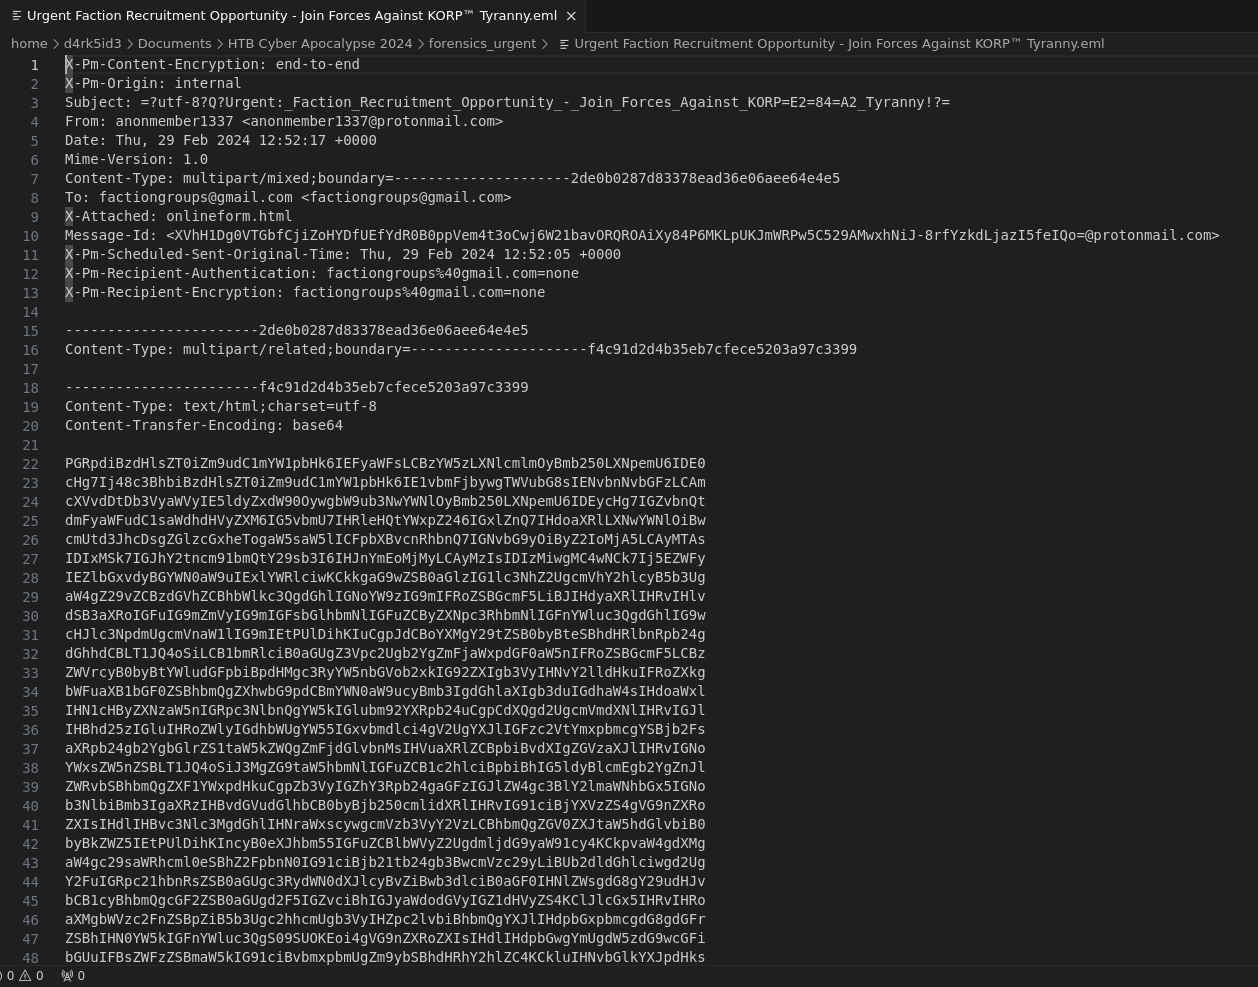 Urgent Faction Recruitment Opportunity - Join Forces Against KORP™ Tyranny.eml ×
home > d4rk5id3 > Documents > HTB Cyber Apocalypse 2024 > forensics_urgent > Urgent Faction Recruitment Opportunity - Join Forces Against KORP™ Tyranny.eml
1 X-Pm-Content-Encryption: end-to-end
2 X-Pm-Origin: internal
3 Subject: =?utf-8?Q?Urgent:_Faction_Recruitment_Opportunity_-_Join_Forces_Against_KORP=E2=84=A2_Tyranny!?=
4 From: anonmember1337 <anonmember1337@protonmail.com>
5 Date: Thu, 29 Feb 2024 12:52:17 +0000
6 Mime-Version: 1.0
7 Content-Type: multipart/mixed;boundary=---------------------2de0b0287d83378ead36e06aee64e4e5
8 To: factiongroups@gmail.com <factiongroups@gmail.com>
9 X-Attached: onlineform.html
10 Message-Id: <XVhH1Dg0VTGbfCjiZoHYDfUEfYdR0B0ppVem4t3oCwj6W21bavORQROAiXy84P6MKLpUKJmWRPw5C529AMwxhNiJ-8rfYzkdLjazI5feIQo=@protonmail.com>
11 X-Pm-Scheduled-Sent-Original-Time: Thu, 29 Feb 2024 12:52:05 +0000
12 X-Pm-Recipient-Authentication: factiongroups%40gmail.com=none
13 X-Pm-Recipient-Encryption: factiongroups%40gmail.com=none
14
15 -----------------------2de0b0287d83378ead36e06aee64e4e5
16 Content-Type: multipart/related;boundary=---------------------f4c91d2d4b35eb7cfece5203a97c3399
17
18 -----------------------f4c91d2d4b35eb7cfece5203a97c3399
19 Content-Type: text/html;charset=utf-8
20 Content-Transfer-Encoding: base64
21
22 PGRpdiBzdHlsZT0iZm9udC1mYW1pbHk6IEFyaWFsLCBzYW5zLXNlcmlmOyBmb250LXNpemU6IDE0
23 cHg7Ij48c3BhbiBzdHlsZT0iZm9udC1mYW1pbHk6IE1vbmFjbywgTWVubG8sIENvbnNvbGFzLCAm
24 cXVvdDtDb3VyaWVyIE5ldyZxdW90OywgbW9ub3NwYWNlOyBmb250LXNpemU6IDEycHg7IGZvbnQt
25 dmFyaWFudC1saWdhdHVyZXM6IG5vbmU7IHRleHQtYWxpZ246IGxlZnQ7IHdoaXRlLXNwYWNlOiBw
26 cmUtd3JhcDsgZGlzcGxheTogaW5saW5lICFpbXBvcnRhbnQ7IGNvbG9yOiByZ2IoMjA5LCAyMTAs
27 IDIxMSk7IGJhY2tncm91bmQtY29sb3I6IHJnYmEoMjMyLCAyMzIsIDIzMiwgMC4wNCk7Ij5EZWFy
28 IEZlbGxvdyBGYWN0aW9uIExlYWRlciwKCkkgaG9wZSB0aGlzIG1lc3NhZ2UgcmVhY2hlcyB5b3Ug
29 aW4gZ29vZCBzdGVhZCBhbWlkc3QgdGhlIGNoYW9zIG9mIFRoZSBGcmF5LiBJIHdyaXRlIHRvIHlv
30 dSB3aXRoIGFuIG9mZmVyIG9mIGFsbGlhbmNlIGFuZCByZXNpc3RhbmNlIGFnYWluc3QgdGhlIG9w
31 cHJlc3NpdmUgcmVnaW1lIG9mIEtPUlDihKIuCgpJdCBoYXMgY29tZSB0byBteSBhdHRlbnRpb24g
32 dGhhdCBLT1JQ4oSiLCB1bmRlciB0aGUgZ3Vpc2Ugb2YgZmFjaWxpdGF0aW5nIFRoZSBGcmF5LCBz
33 ZWVrcyB0byBtYWludGFpbiBpdHMgc3RyYW5nbGVob2xkIG92ZXIgb3VyIHNvY2lldHkuIFRoZXkg
34 bWFuaXB1bGF0ZSBhbmQgZXhwbG9pdCBmYWN0aW9ucyBmb3IgdGhlaXIgb3duIGdhaW4sIHdoaWxl
35 IHN1cHByZXNzaW5nIGRpc3NlbnQgYW5kIGlubm92YXRpb24uCgpCdXQgd2UgcmVmdXNlIHRvIGJl
36 IHBhd25zIGluIHRoZWlyIGdhbWUgYW55IGxvbmdlci4gV2UgYXJlIGFzc2VtYmxpbmcgYSBjb2Fs
37 aXRpb24gb2YgbGlrZS1taW5kZWQgZmFjdGlvbnMsIHVuaXRlZCBpbiBvdXIgZGVzaXJlIHRvIGNo
38 YWxsZW5nZSBLT1JQ4oSiJ3MgZG9taW5hbmNlIGFuZCB1c2hlciBpbiBhIG5ldyBlcmEgb2YgZnJl
39 ZWRvbSBhbmQgZXF1YWxpdHkuCgpZb3VyIGZhY3Rpb24gaGFzIGJlZW4gc3BlY2lmaWNhbGx5IGNo
40 b3NlbiBmb3IgaXRzIHBvdGVudGlhbCB0byBjb250cmlidXRlIHRvIG91ciBjYXVzZS4gVG9nZXRo
41 ZXIsIHdlIHBvc3Nlc3MgdGhlIHNraWxscywgcmVzb3VyY2VzLCBhbmQgZGV0ZXJtaW5hdGlvbiB0
42 byBkZWZ5IEtPUlDihKIncyB0eXJhbm55IGFuZCBlbWVyZ2UgdmljdG9yaW91cy4KCkpvaW4gdXMg
43 aW4gc29saWRhcml0eSBhZ2FpbnN0IG91ciBjb21tb24gb3BwcmVzc29yLiBUb2dldGhlciwgd2Ug
44 Y2FuIGRpc21hbnRsZSB0aGUgc3RydWN0dXJlcyBvZiBwb3dlciB0aGF0IHNlZWsgdG8gY29udHJv
45 bCB1cyBhbmQgcGF2ZSB0aGUgd2F5IGZvciBhIGJyaWdodGVyIGZ1dHVyZS4KClJlcGx5IHRvIHRo
46 aXMgbWVzc2FnZSBpZiB5b3Ugc2hhcmUgb3VyIHZpc2lvbiBhbmQgYXJlIHdpbGxpbmcgdG8gdGFr
47 ZSBhIHN0YW5kIGFnYWluc3QgS09SUOKEoi4gVG9nZXRoZXIsIHdlIHdpbGwgYmUgdW5zdG9wcGFi
48 bGUuIFBsZWFzZSBmaW5kIG91ciBvbmxpbmUgZm9ybSBhdHRhY2hlZC4KCkluIHNvbGlkYXJpdHks
0 0 0